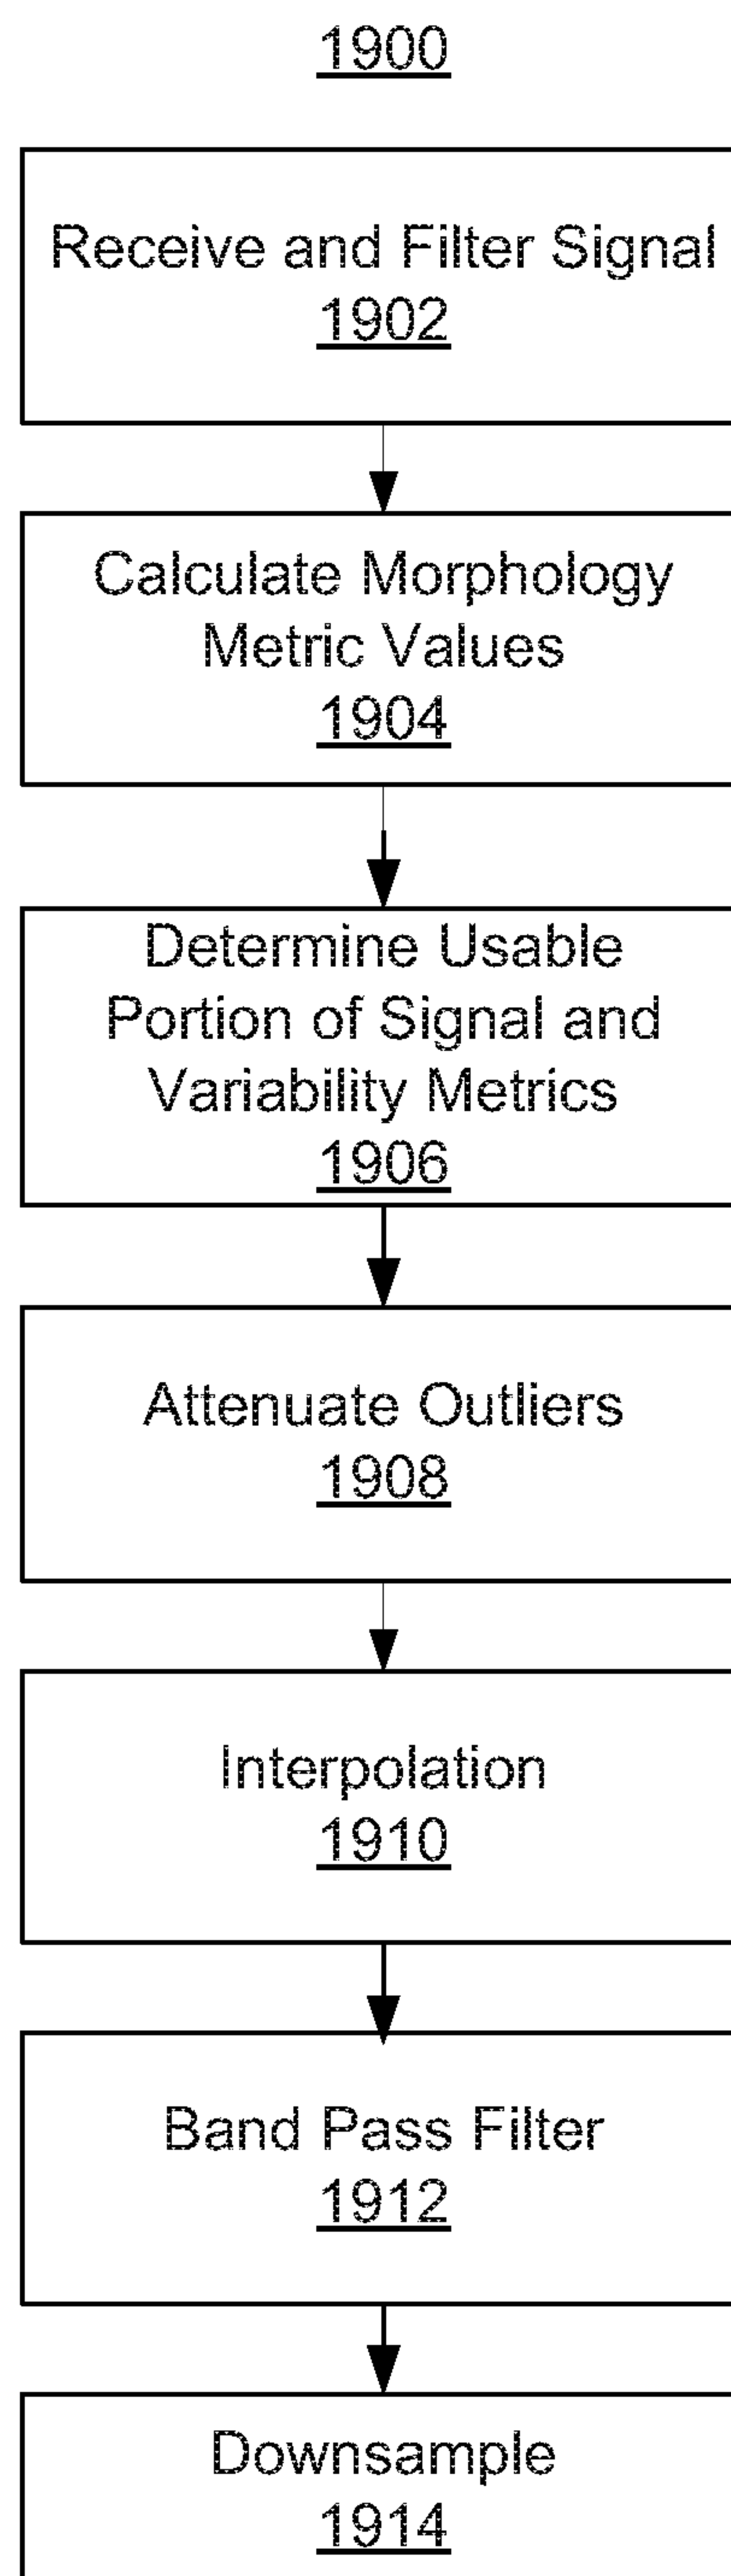 1900
Receive and Filter Signal
1902
Calculate Morphology
Metric Values
1904
Determine Usable
Portion of Signal and
Variability Metrics
1906
Attenuate Outliers
1908
Interpolation
1910
Band Pass Filter
1912
Downsample
1914